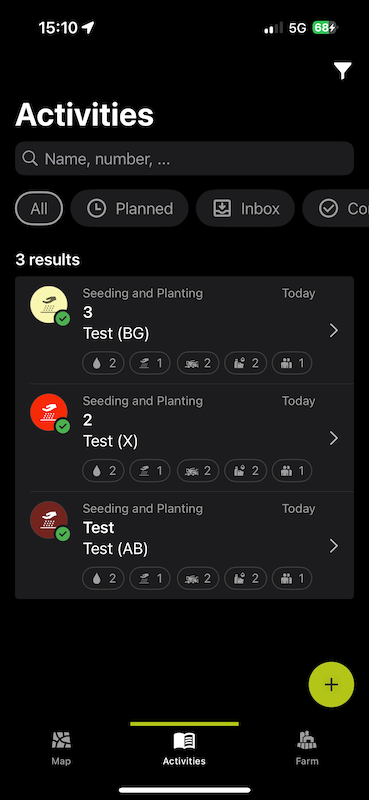 15:10
5G
68
Activities
Name, number, ...
All
Planned
Inbox
Co
3 results
Seeding and Planting
Today
3
Test (BG)
2
1
2
2
1
Seeding and Planting
Today
2
Test (X)
2
1
2
2
1
Seeding and Planting
Today
Test
Test (AB)
2
1
2
2
1
Map
Activities
Farm